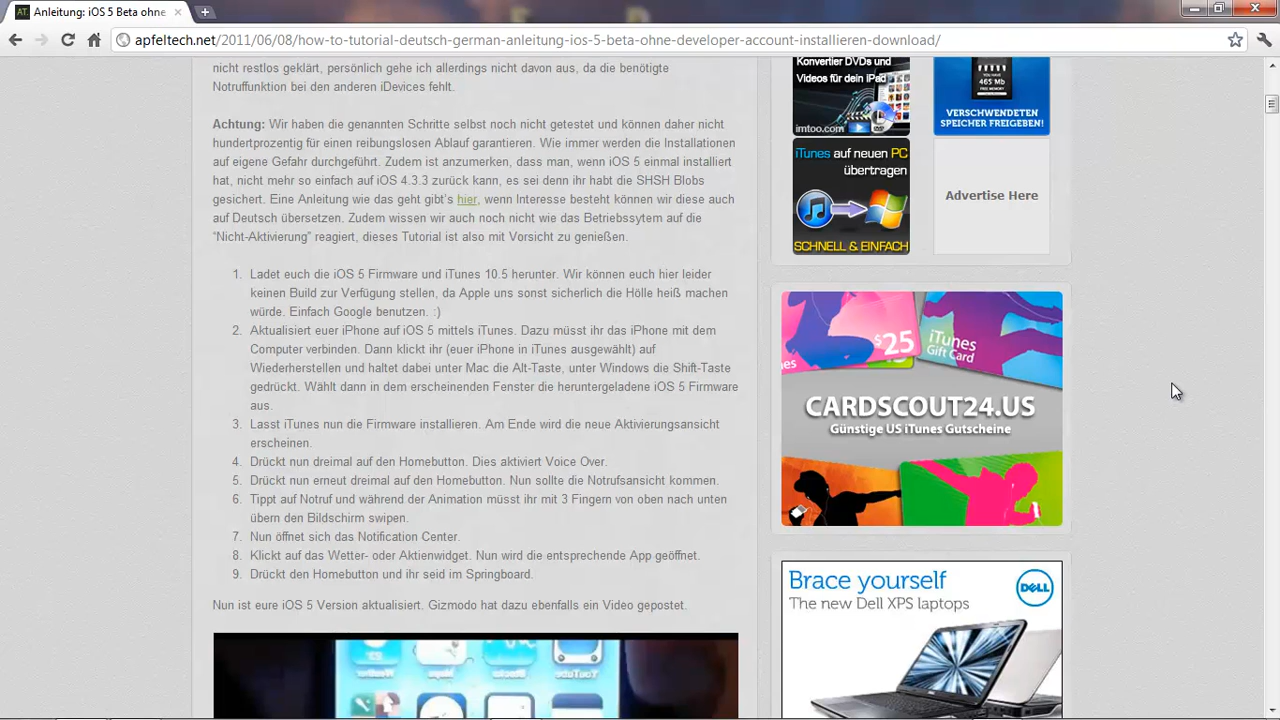 Anleitung: iOS 5 Beta ohne
apfeltech.net/2011/06/08/how-to-tutorial-deutsch-german-anleitung-ios-5-beta-ohne-developer-account-installieren-download/
nicht restlos geklärt, persönlich gehe ich allerdings nicht davon aus, da die benötigte
Notruffunktion bei den anderen iDevices fehlt.
Achtung: Wir haben die genannten Schritte selbst noch nicht getestet und können daher nicht
hundertprozentig für einen reibungslosen Ablauf garantieren. Wie immer werden die Installationen
auf eigene Gefahr durchgeführt. Zudem ist anzumerken, dass man, wenn iOS 5 einmal installiert
hat, nicht mehr so einfach auf iOS 4.3.3 zurück kann, es sei denn ihr habt die SHSH Blobs
gesichert. Eine Anleitung wie das geht gibt's hier, wenn Interesse besteht können wir diese auch
auf Deutsch übersetzen. Zudem wissen wir auch noch nicht wie das Betriebssytem auf die
"Nicht-Aktivierung" reagiert, dieses Tutorial ist also mit Vorsicht zu genießen.
1. Ladet euch die iOS 5 Firmware und iTunes 10.5 herunter. Wir können euch hier leider
keinen Build zur Verfügung stellen, da Apple uns sonst sicherlich die Hölle heiß machen
würde. Einfach Google benutzen. :)
2. Aktualisiert euer iPhone auf iOS 5 mittels iTunes. Dazu müsst ihr das iPhone mit dem
Computer verbinden. Dann klickt ihr (euer iPhone in iTunes ausgewählt) auf
Wiederherstellen und haltet dabei unter Mac die Alt-Taste, unter Windows die Shift-Taste
gedrückt. Wählt dann in dem erscheinenden Fenster die heruntergeladene iOS 5 Firmware
aus.
3. Lasst iTunes nun die Firmware installieren. Am Ende wird die neue Aktivierungsansicht
erscheinen.
4. Drückt nun dreimal auf den Homebutton. Dies aktiviert Voice Over.
5. Drückt nun erneut dreimal auf den Homebutton. Nun sollte die Notrufsansicht kommen.
6. Tippt auf Notruf und während der Animation müsst ihr mit 3 Fingern von oben nach unten
übern den Bildschirm swipen.
7. Nun öffnet sich das Notification Center.
8. Klickt auf das Wetter- oder Aktienwidget. Nun wird die entsprechende App geöffnet.
9. Drückt den Homebutton und ihr seid im Springboard.
Nun ist eure iOS 5 Version aktualisiert. Gizmodo hat dazu ebenfalls ein Video gepostet.
Konvertier DVDs und
Videos für dein iPad
imtoo.com
YOU HAVE
465 Mb
FREE MEMORY
VERSCHWENDETEN
SPEICHER FREIGEBEN!
iTunes auf neuen PC
übertragen
SCHNELL & EINFACH
Advertise Here
$25
iTunes
Gift Card
CARDSCOUT24.US
Günstige US iTunes Gutscheine
Brace yourself
The new Dell XPS laptops
DELL